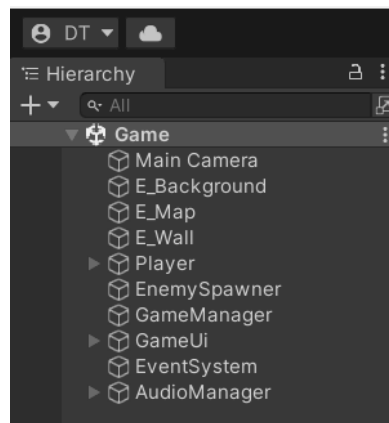 DT
Hierarchy
All
Game
Main Camera
E_Background
E_Map
E_Wall
Player
EnemySpawner
GameManager
GameUi
EventSystem
AudioManager